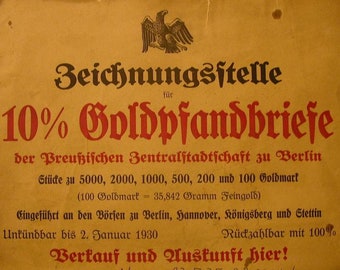 Zeichnungsstelle
für
10% Goldpfandbriefe
der Preußischen Zentralstadtschaft zu Berlin
Stücke zu 5000, 2000, 1000, 500, 200 und 100 Goldmark
(100 Goldmark = 35,842 Gramm Feingold)
Eingeführt an den Börsen zu Berlin, Hannover, Königsberg und Stettin
Unkündbar bis 2. Januar 1930 Rückzahlbar mit 100%
Verkauf und Auskunft hier!